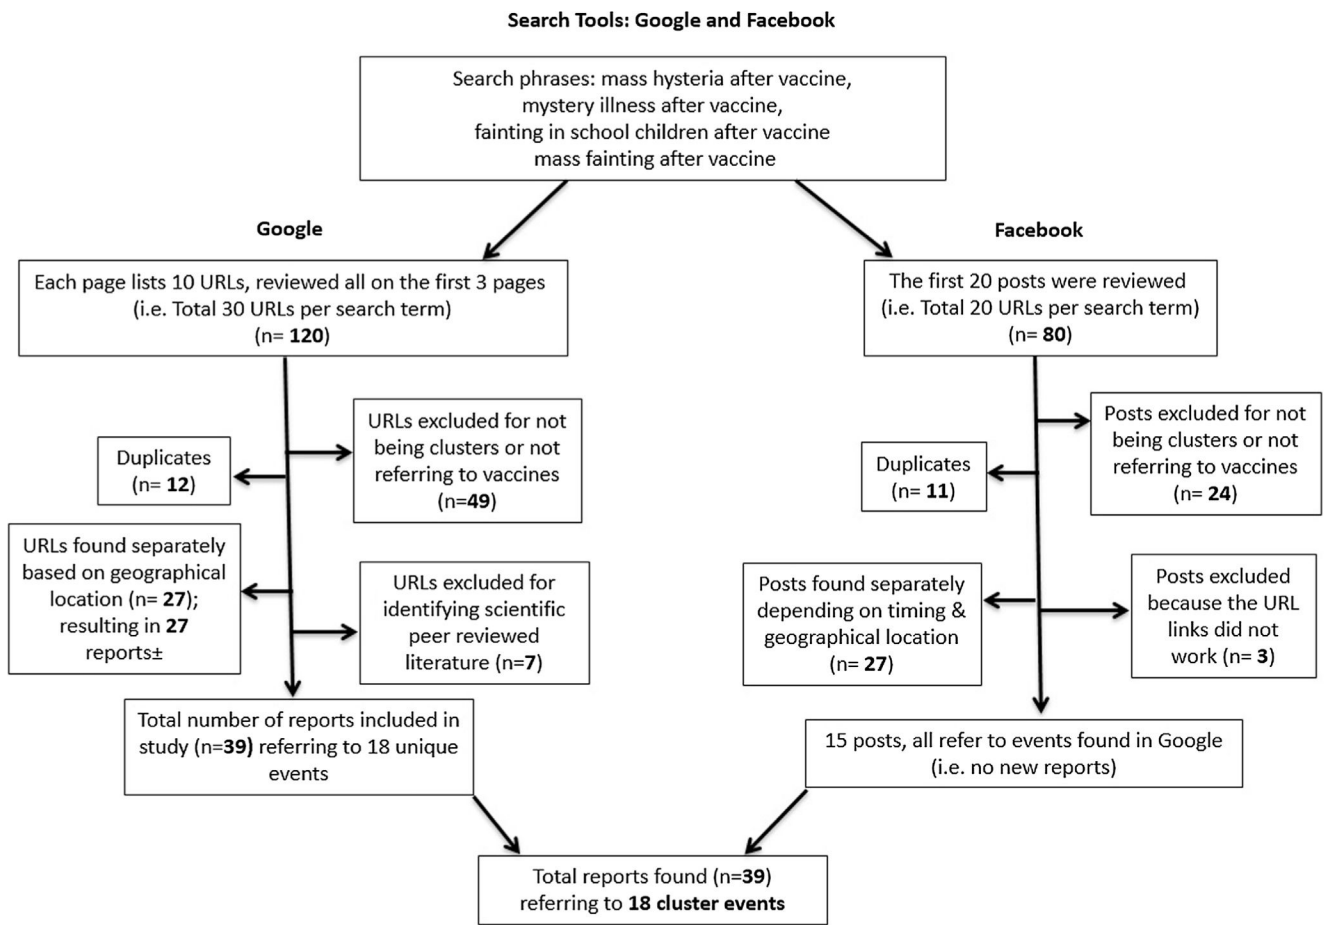 Search Tools: Google and Facebook
Search phrases: mass hysteria after vaccine,
mystery illness after vaccine,
fainting in school children after vaccine
mass fainting after vaccine
Google
Each page lists 10 URLs, reviewed all on the first 3 pages
(i.e. Total 30 URLs per search term)
(n= 120)
URLs excluded for not
being clusters or not
referring to vaccines
(n=49)
Duplicates
(n= 12)
URLs found separately
based on geographical
location (n= 27);
resulting in 27
reports±
URLs excluded for
identifying scientific
peer reviewed
literature (n=7)
Total number of reports included in
study (n=39) referring to 18 unique
events
Facebook
The first 20 posts were reviewed
(i.e. Total 20 URLs per search term)
(n= 80)
Posts excluded for not
being clusters or not
referring to vaccines
(n= 24)
Duplicates
(n= 11)
Posts found separately
depending on timing &
geographical location
(n= 27)
Posts excluded
because the URL
links did not
work (n= 3)
15 posts, all refer to events found in Google
(i.e. no new reports)
Total reports found (n=39)
referring to 18 cluster events